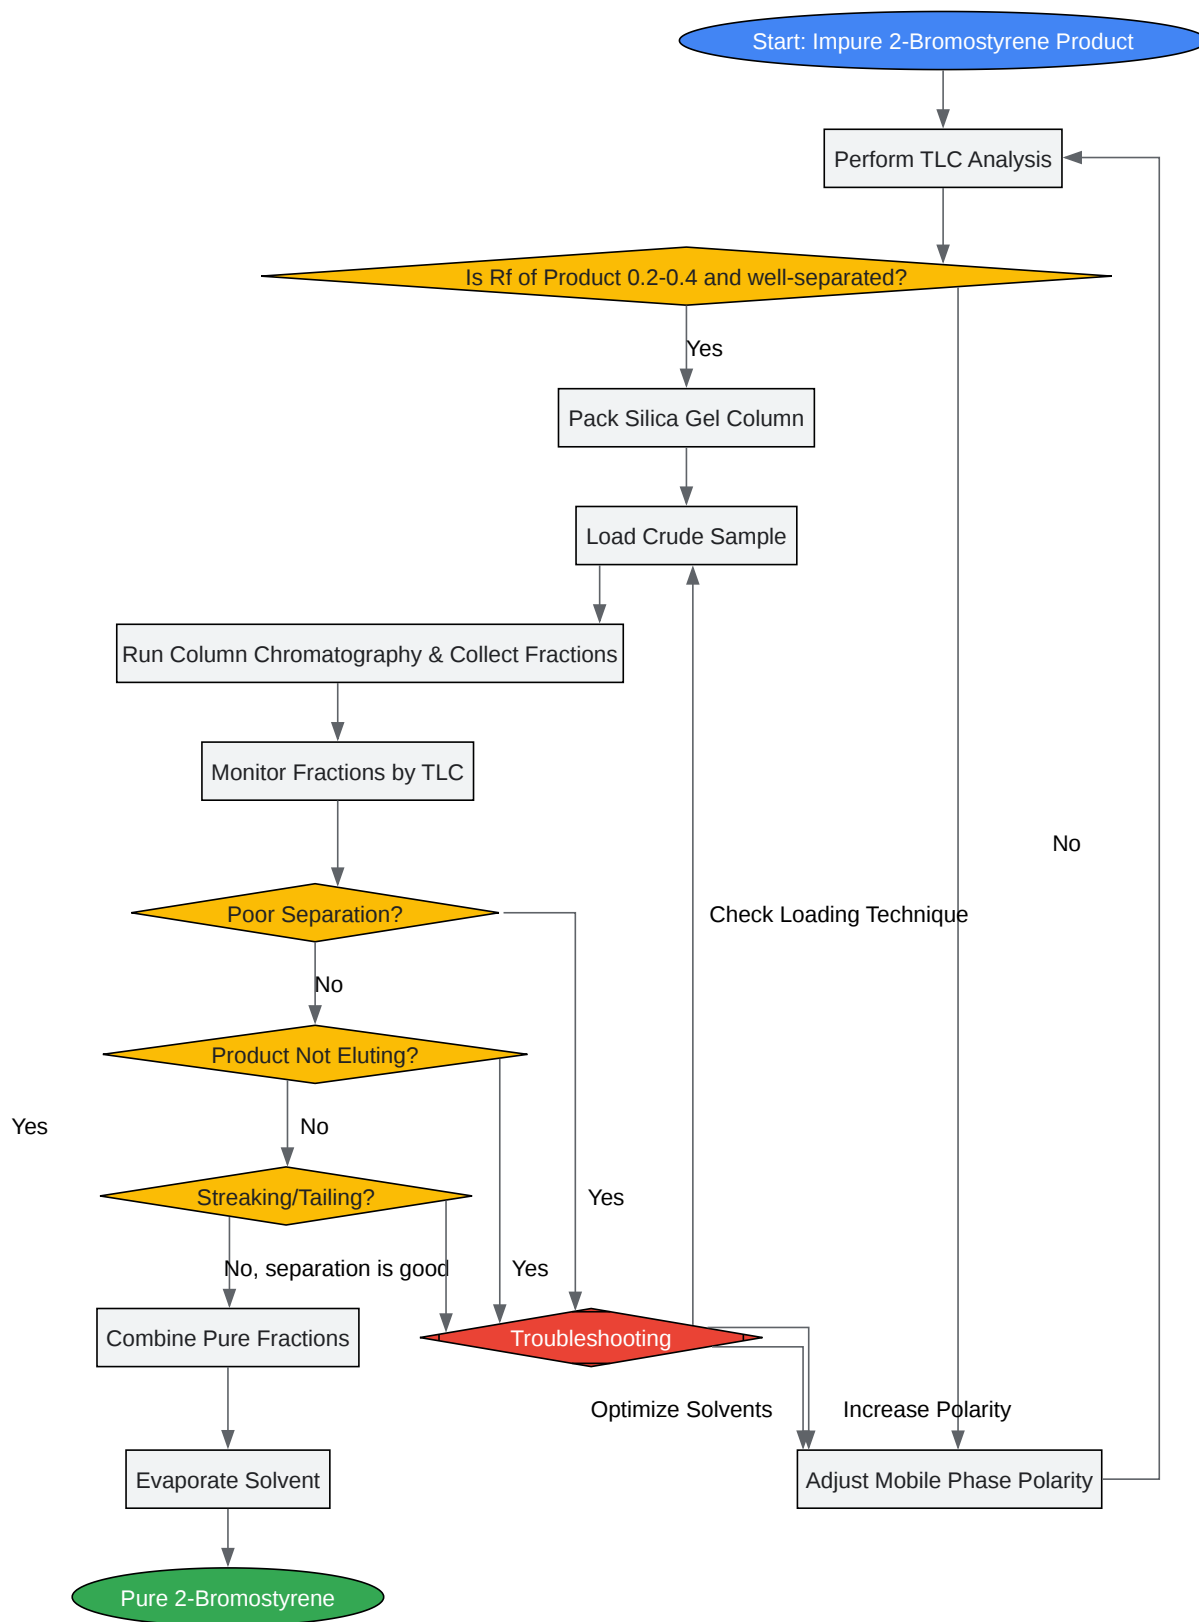 Start: Impure 2-Bromostyrene Product
Perform TLC Analysis
Is Rf of Product 0.2-0.4 and well-separated?
Yes
Pack Silica Gel Column
Load Crude Sample
Run Column Chromatography & Collect Fractions
Monitor Fractions by TLC
No
Poor Separation?
Check Loading Technique
No
Product Not Eluting?
Yes
No
Streaking/Tailing?
Yes
No, separation is good
Yes
Combine Pure Fractions
Troubleshooting
Optimize Solvents
Increase Polarity
Evaporate Solvent
Adjust Mobile Phase Polarity
Pure 2-Bromostyrene